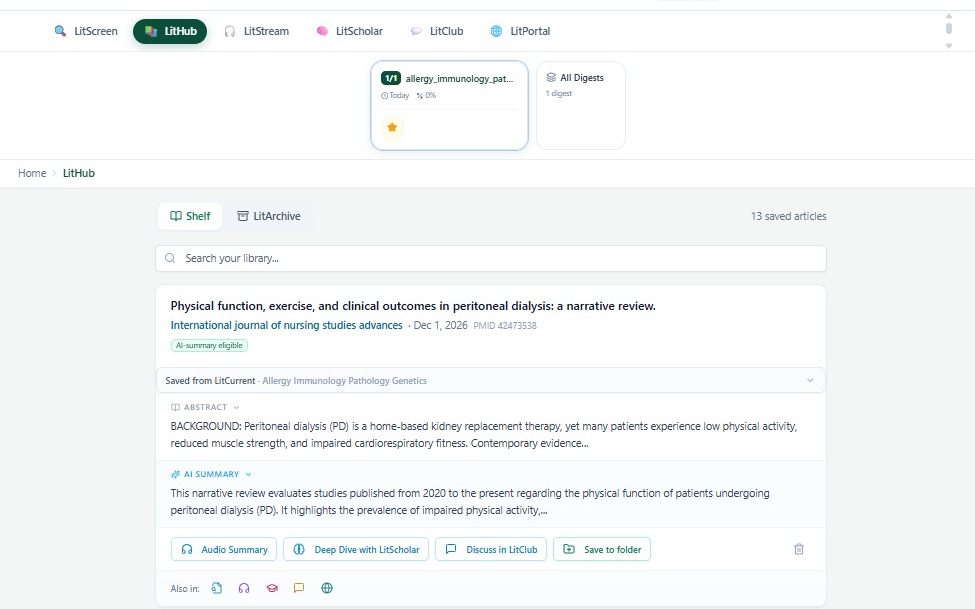 LitScreen
LitHub
LitStream
LitScholar
LitClub
LitPortal
1/1 allergy_immunology_pat...
Today % 0%
All Digests
1 digest
Home > LitHub
Shelf
LitArchive
13 saved articles
Search your library...
Physical function, exercise, and clinical outcomes in peritoneal dialysis: a narrative review.
International journal of nursing studies advances · Dec 1, 2026 PMID 42473538
AI-summary eligible
Saved from LitCurrent · Allergy Immunology Pathology Genetics
ABSTRACT
BACKGROUND: Peritoneal dialysis (PD) is a home-based kidney replacement therapy, yet many patients experience low physical activity,
reduced muscle strength, and impaired cardiorespiratory fitness. Contemporary evidence...
AI SUMMARY
This narrative review evaluates studies published from 2020 to the present regarding the physical function of patients undergoing
peritoneal dialysis (PD). It highlights the prevalence of impaired physical activity,...
Audio Summary
Deep Dive with LitScholar
Discuss in LitClub
Save to folder
Also in: